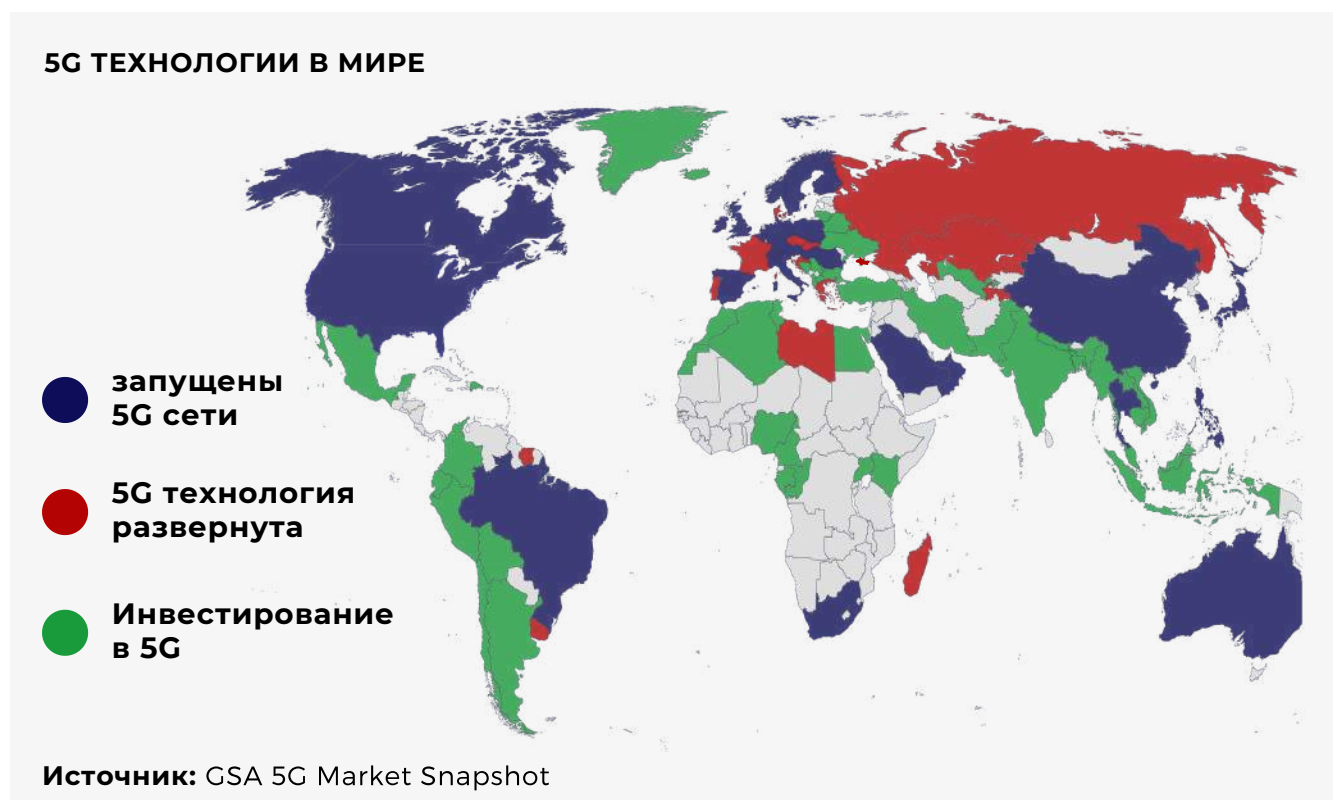 5G ТЕХНОЛОГИИ В МИРЕ
запущены
5G сети
5G технология
развернута
Инвестирование
в 5G
Источник: GSA 5G Market Snapshot